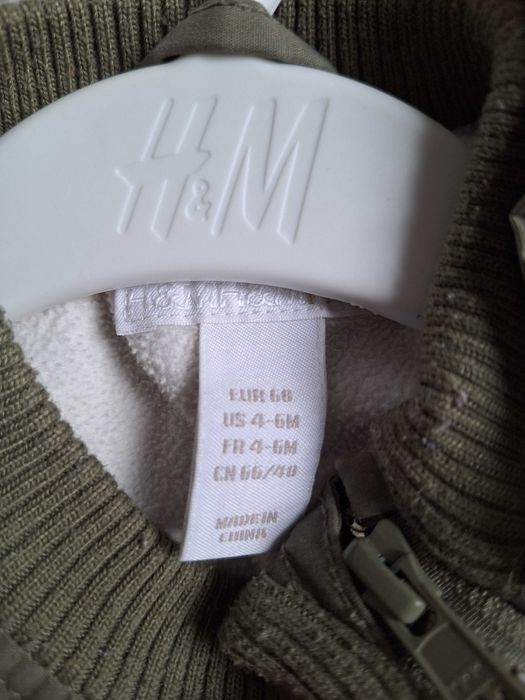 H&M
H&M H&M
EUR 68
US 4-6M
FR 4-6M
CN 66/40
MADE IN
CHINA